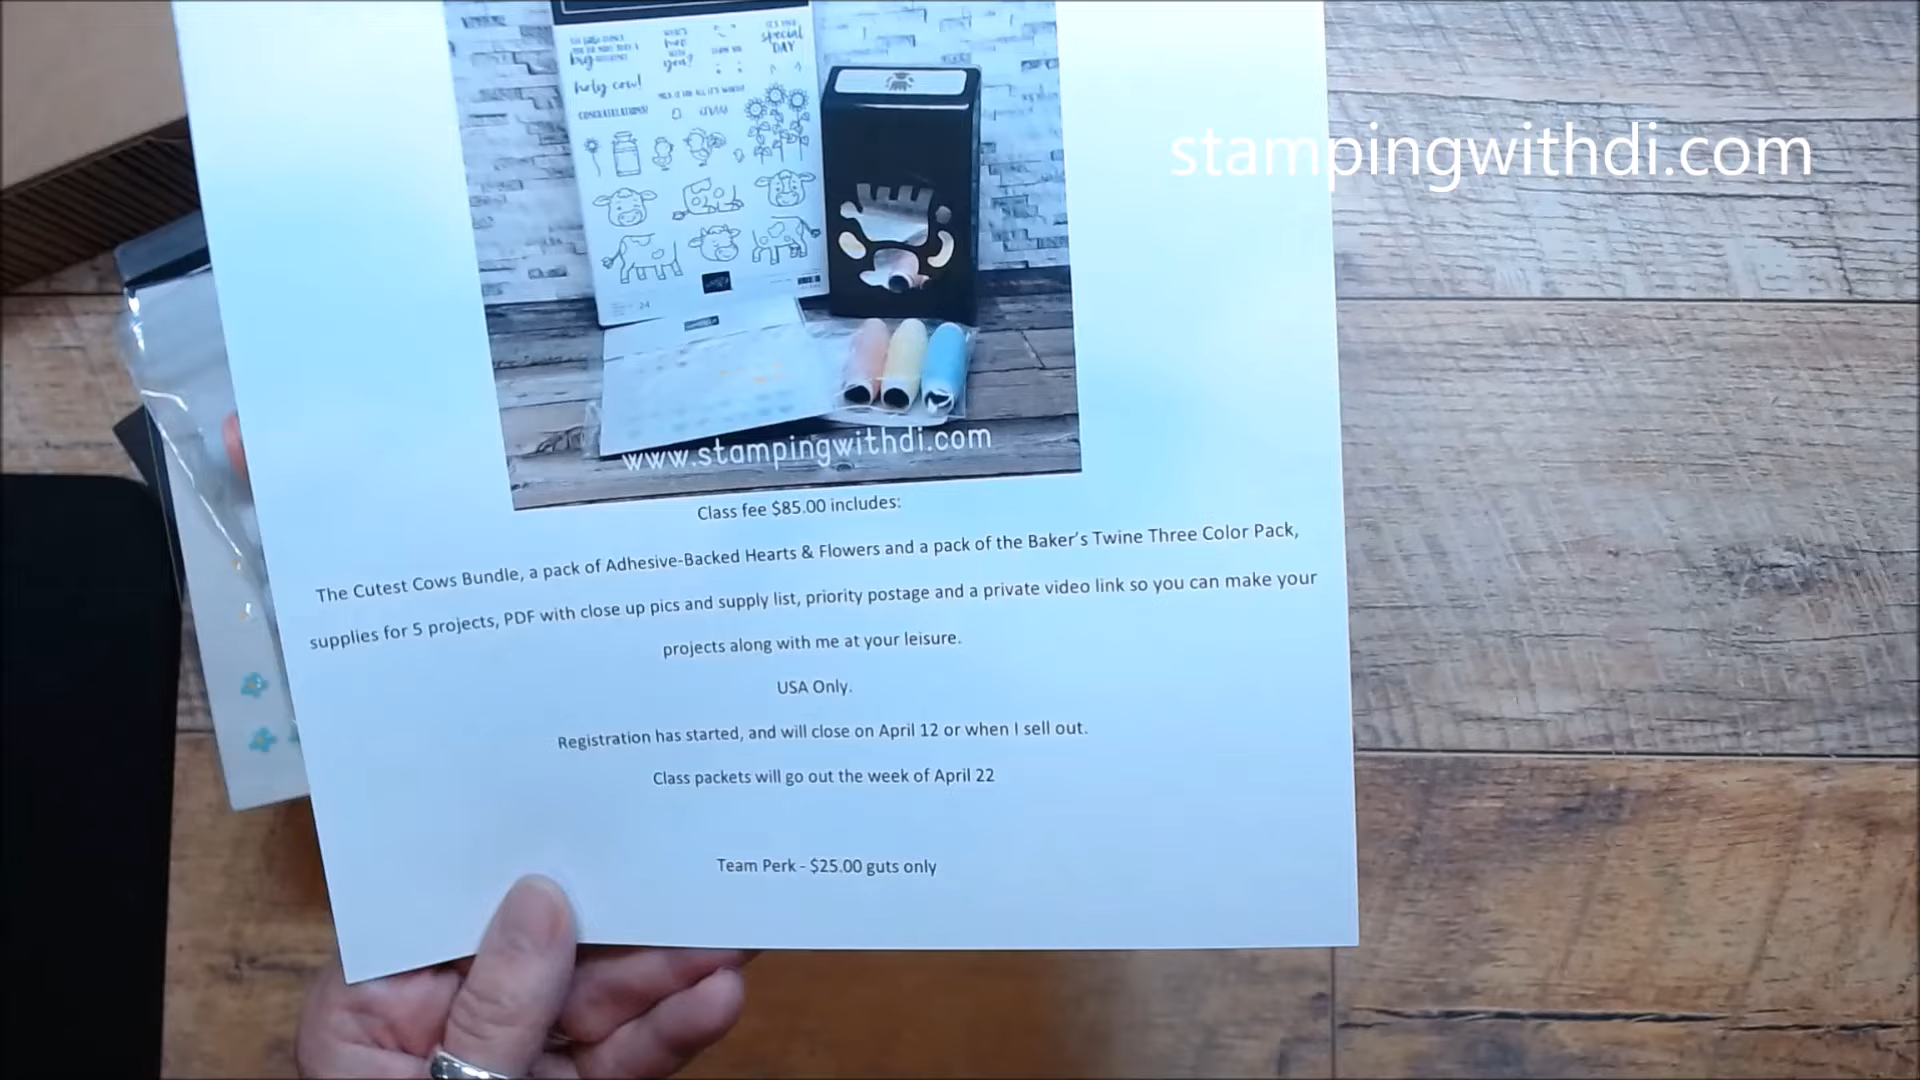 special
DAY
big
you?
holy cow!
CONGRATULATIONS!
stampingwithdi.com
24
www.stampingwithdi.com
Class fee $85.00 includes:
The Cutest Cows Bundle, a pack of Adhesive-Backed Hearts & Flowers and a pack of the Baker's Twine Three Color Pack,
supplies for 5 projects, PDF with close up pics and supply list, priority postage and a private video link so you can make your
projects along with me at your leisure.
USA Only.
Registration has started, and will close on April 12 or when I sell out.
Class packets will go out the week of April 22
Team Perk - $25.00 guts only